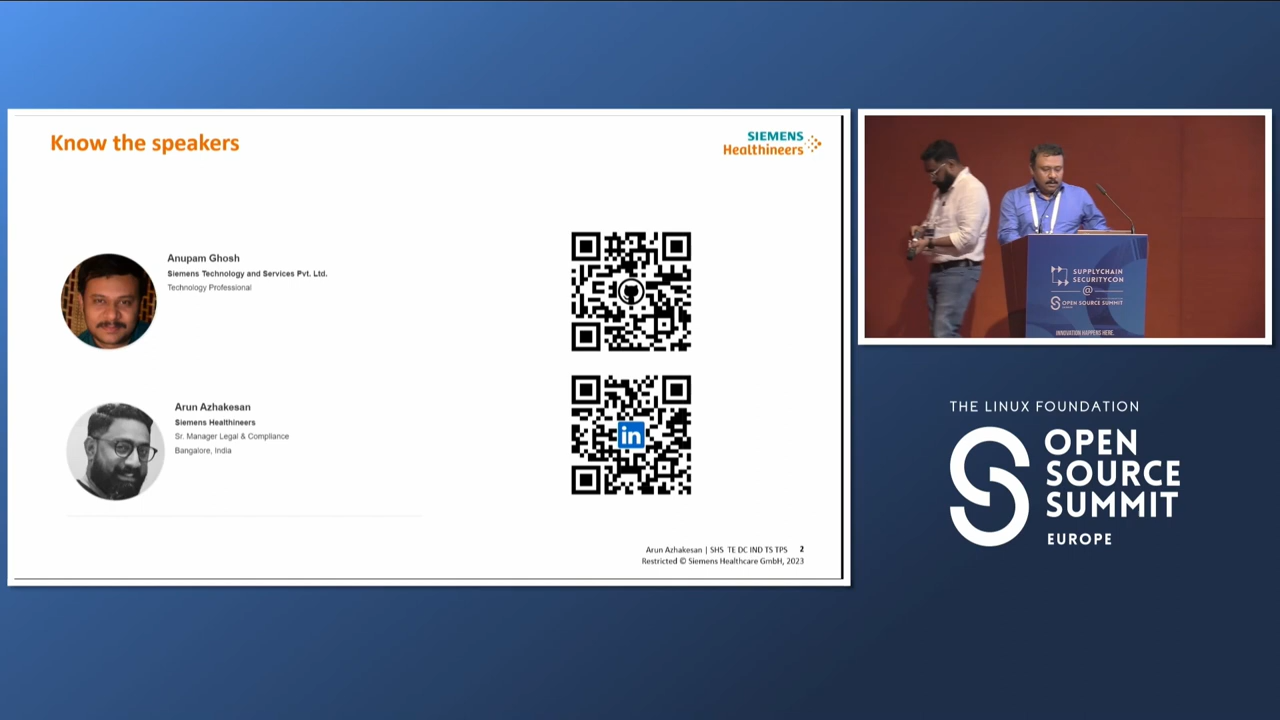 Know the speakers
SIEMENS
Healthineers
Anupam Ghosh
Siemens Technology and Services Pvt. Ltd.
Technology Professional
Arun Azhakesan
Siemens Healthineers
Sr. Manager Legal & Compliance
Bangalore, India
in
Arun Azhakesan | SHS TE DC IND TS TPS 2
Restricted © Siemens Healthcare GmbH, 2023
SUPPLYCHAIN
SECURITYCON
@
OPEN SOURCE SUMMIT
INNOVATION HAPPENS HERE.
THE LINUX FOUNDATION
OPEN
SOURCE
SUMMIT
EUROPE